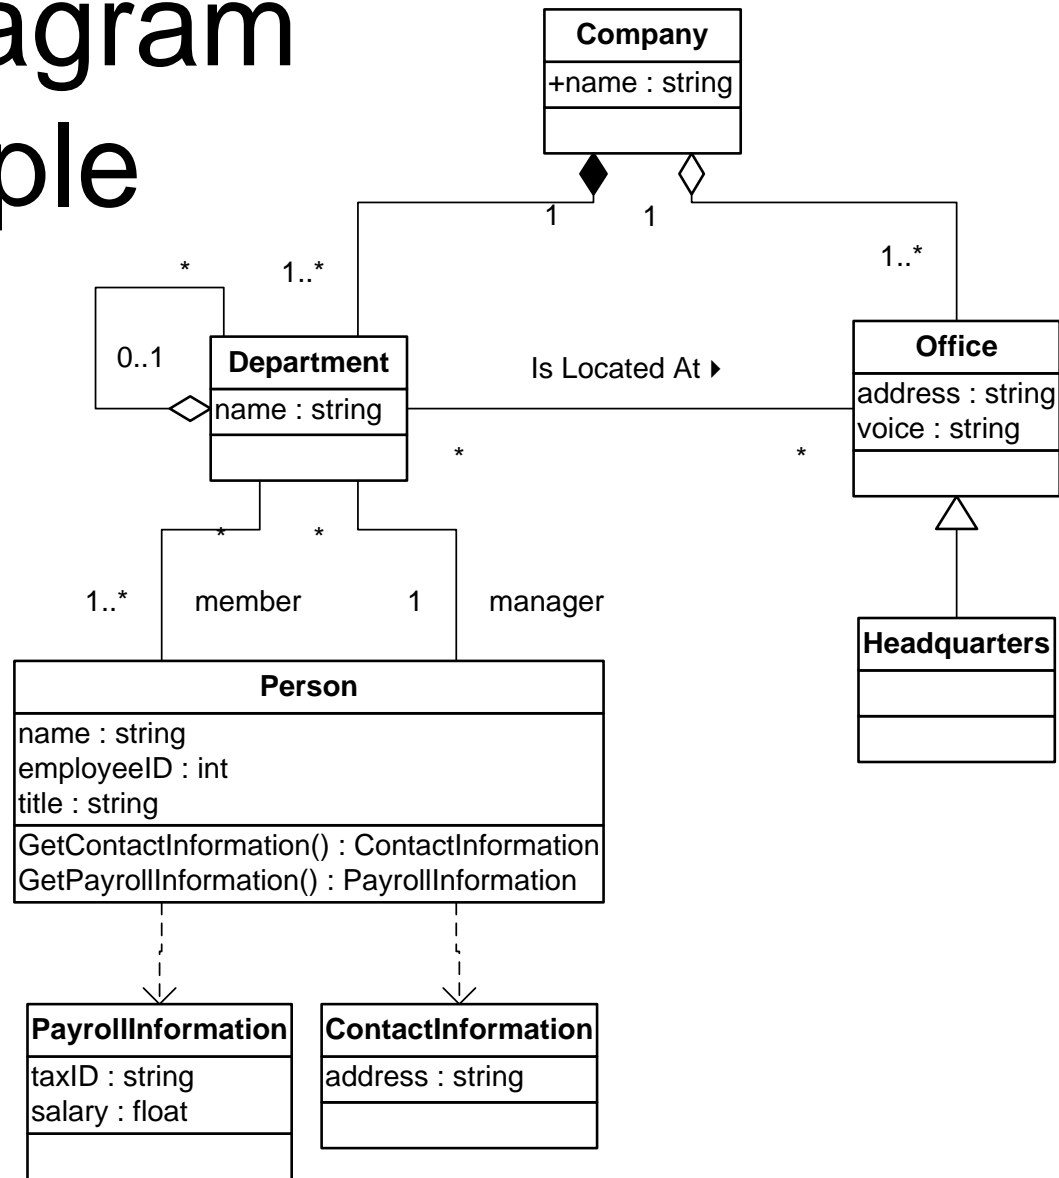 agram
ple
Company
+name : string
1
1
*
1..*
1..*
0..1
Department
name : string
Is Located At
Office
address : string
voice : string
*
*
*
*
1..*
member
1
manager
Headquarters
Person
name : string
employeeID : int
title : string
GetContactInformation() : ContactInformation
GetPayrollInformation() : PayrollInformation
PayrollInformation
taxID : string
salary : float
ContactInformation
address : string